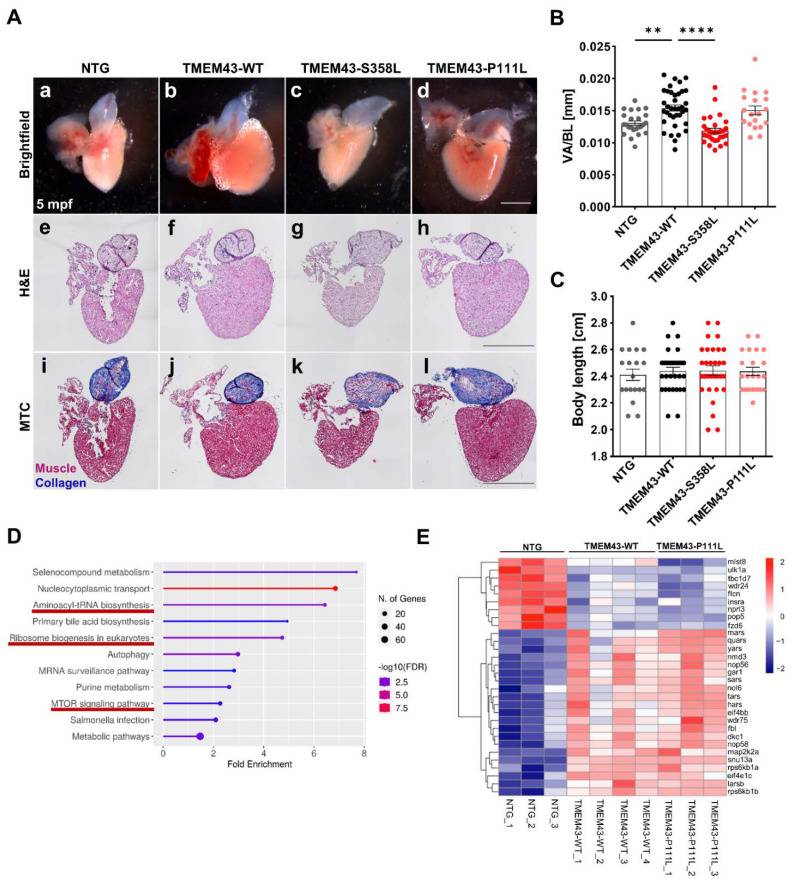 A
NTG
TMEM43-WT
TMEM43-S358L
TMEM43-P111L
Brightfield
a
b
c
d
5 mpf
H&E
e
f
g
h
MTC
i
j
k
l
Muscle
Collagen
B
** ****
VA/BL [mm]
0.025
0.020
0.015
0.010
0.005
0.000
NTG
TMEM43-WT
TMEM43-S358L
TMEM43-P111L
C
Body length [cm]
3.0
2.8
2.6
2.4
2.2
2.0
1.8
NTG
TMEM43-WT
TMEM43-S358L
TMEM43-P111L
D
Selenocompound metabolism
Nucleocytoplasmic transport
Aminoacyl-tRNA biosynthesis
Primary bile acid biosynthesis
Ribosome biogenesis in eukaryotes
Autophagy
MRNA surveillance pathway
Purine metabolism
MTOR signaling pathway
Salmonella infection
Metabolic pathways
0 2 4 6 8
Fold Enrichment
N. of Genes
20
40
60
-log10(FDR)
2.5
5.0
7.5
E
NTG
TMEM43-WT
TMEM43-P111L
mlst8
ulk1a
tbc1d7
wdr24
flcn
insra
nprl3
pop5
fzd6
mars
quars
yars
nmd3
nop56
gar1
sars
nol6
tars
nars
eif4bb
wdr75
fbl
dkc1
nop58
map2k2a
snu13a
rps6kb1a
eif4e1c
larsb
rps6kb1b
2
1
0
-1
-2
NTG_1
NTG_2
NTG_3
TMEM43-WT_1
TMEM43-WT_2
TMEM43-WT_3
TMEM43-WT_4
TMEM43-P111L_1
TMEM43-P111L_2
TMEM43-P111L_3